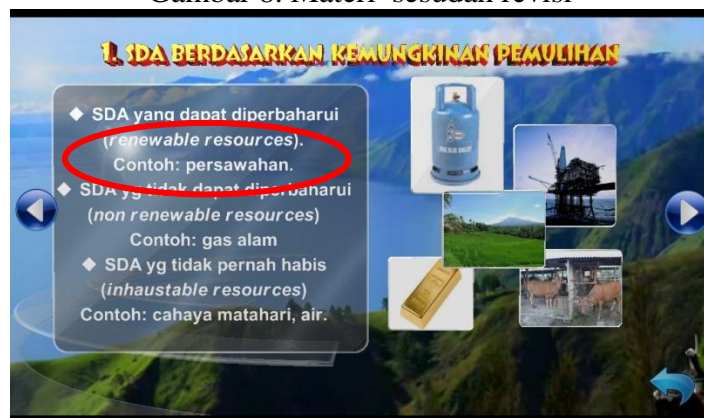 Gambar 8. Materi sesudah revisi
1. SDA BERDASARKAN KEMUNGKINAN PEMULIHAN
◆ SDA yang dapat diperbaharui
(renewable resources).
Contoh: persawahan.
◆ SDA yg tidak dapat diperbaharui
(non renewable resources)
Contoh: gas alam
◆ SDA yg tidak pernah habis
(inhaustable resources)
Contoh: cahaya matahari, air.